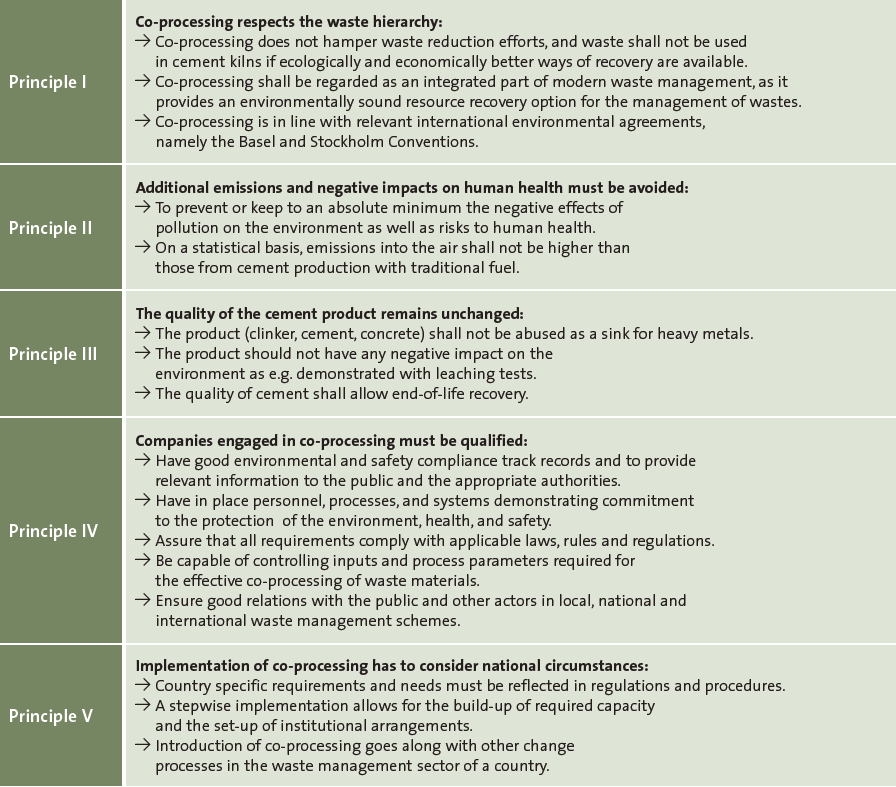 Principle I
Co-processing respects the waste hierarchy:
→ Co-processing does not hamper waste reduction efforts, and waste shall not be used
in cement kilns if ecologically and economically better ways of recovery are available.
→ Co-processing shall be regarded as an integrated part of modern waste management, as it
provides an environmentally sound resource recovery option for the management of wastes.
→ Co-processing is in line with relevant international environmental agreements,
namely the Basel and Stockholm Conventions.
Principle II
Additional emissions and negative impacts on human health must be avoided:
→ To prevent or keep to an absolute minimum the negative effects of
pollution on the environment as well as risks to human health.
→ On a statistical basis, emissions into the air shall not be higher than
those from cement production with traditional fuel.
Principle III
The quality of the cement product remains unchanged:
→ The product (clinker, cement, concrete) shall not be abused as a sink for heavy metals.
→ The product should not have any negative impact on the
environment as e.g. demonstrated with leaching tests.
→ The quality of cement shall allow end-of-life recovery.
Principle IV
Companies engaged in co-processing must be qualified:
→ Have good environmental and safety compliance track records and to provide
relevant information to the public and the appropriate authorities.
→ Have in place personnel, processes, and systems demonstrating commitment
to the protection of the environment, health, and safety.
→ Assure that all requirements comply with applicable laws, rules and regulations.
→ Be capable of controlling inputs and process parameters required for
the effective co-processing of waste materials.
→ Ensure good relations with the public and other actors in local, national and
international waste management schemes.
Principle V
Implementation of co-processing has to consider national circumstances:
→ Country specific requirements and needs must be reflected in regulations and procedures.
→ A stepwise implementation allows for the build-up of required capacity
and the set-up of institutional arrangements.
→ Introduction of co-processing goes along with other change
processes in the waste management sector of a country.